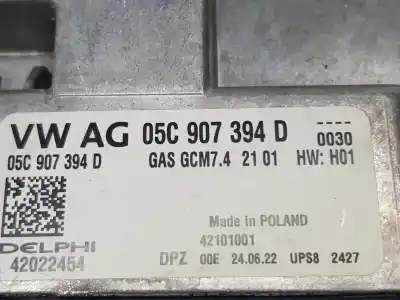 VW AG 05C 907 394 D 0030
05C 907 394 D GAS GCM7.4 21 01 HW: H01
Made in POLAND
DELPHI 42101001
42022454 DPZ 00E 24.06.22 UPS8 2427